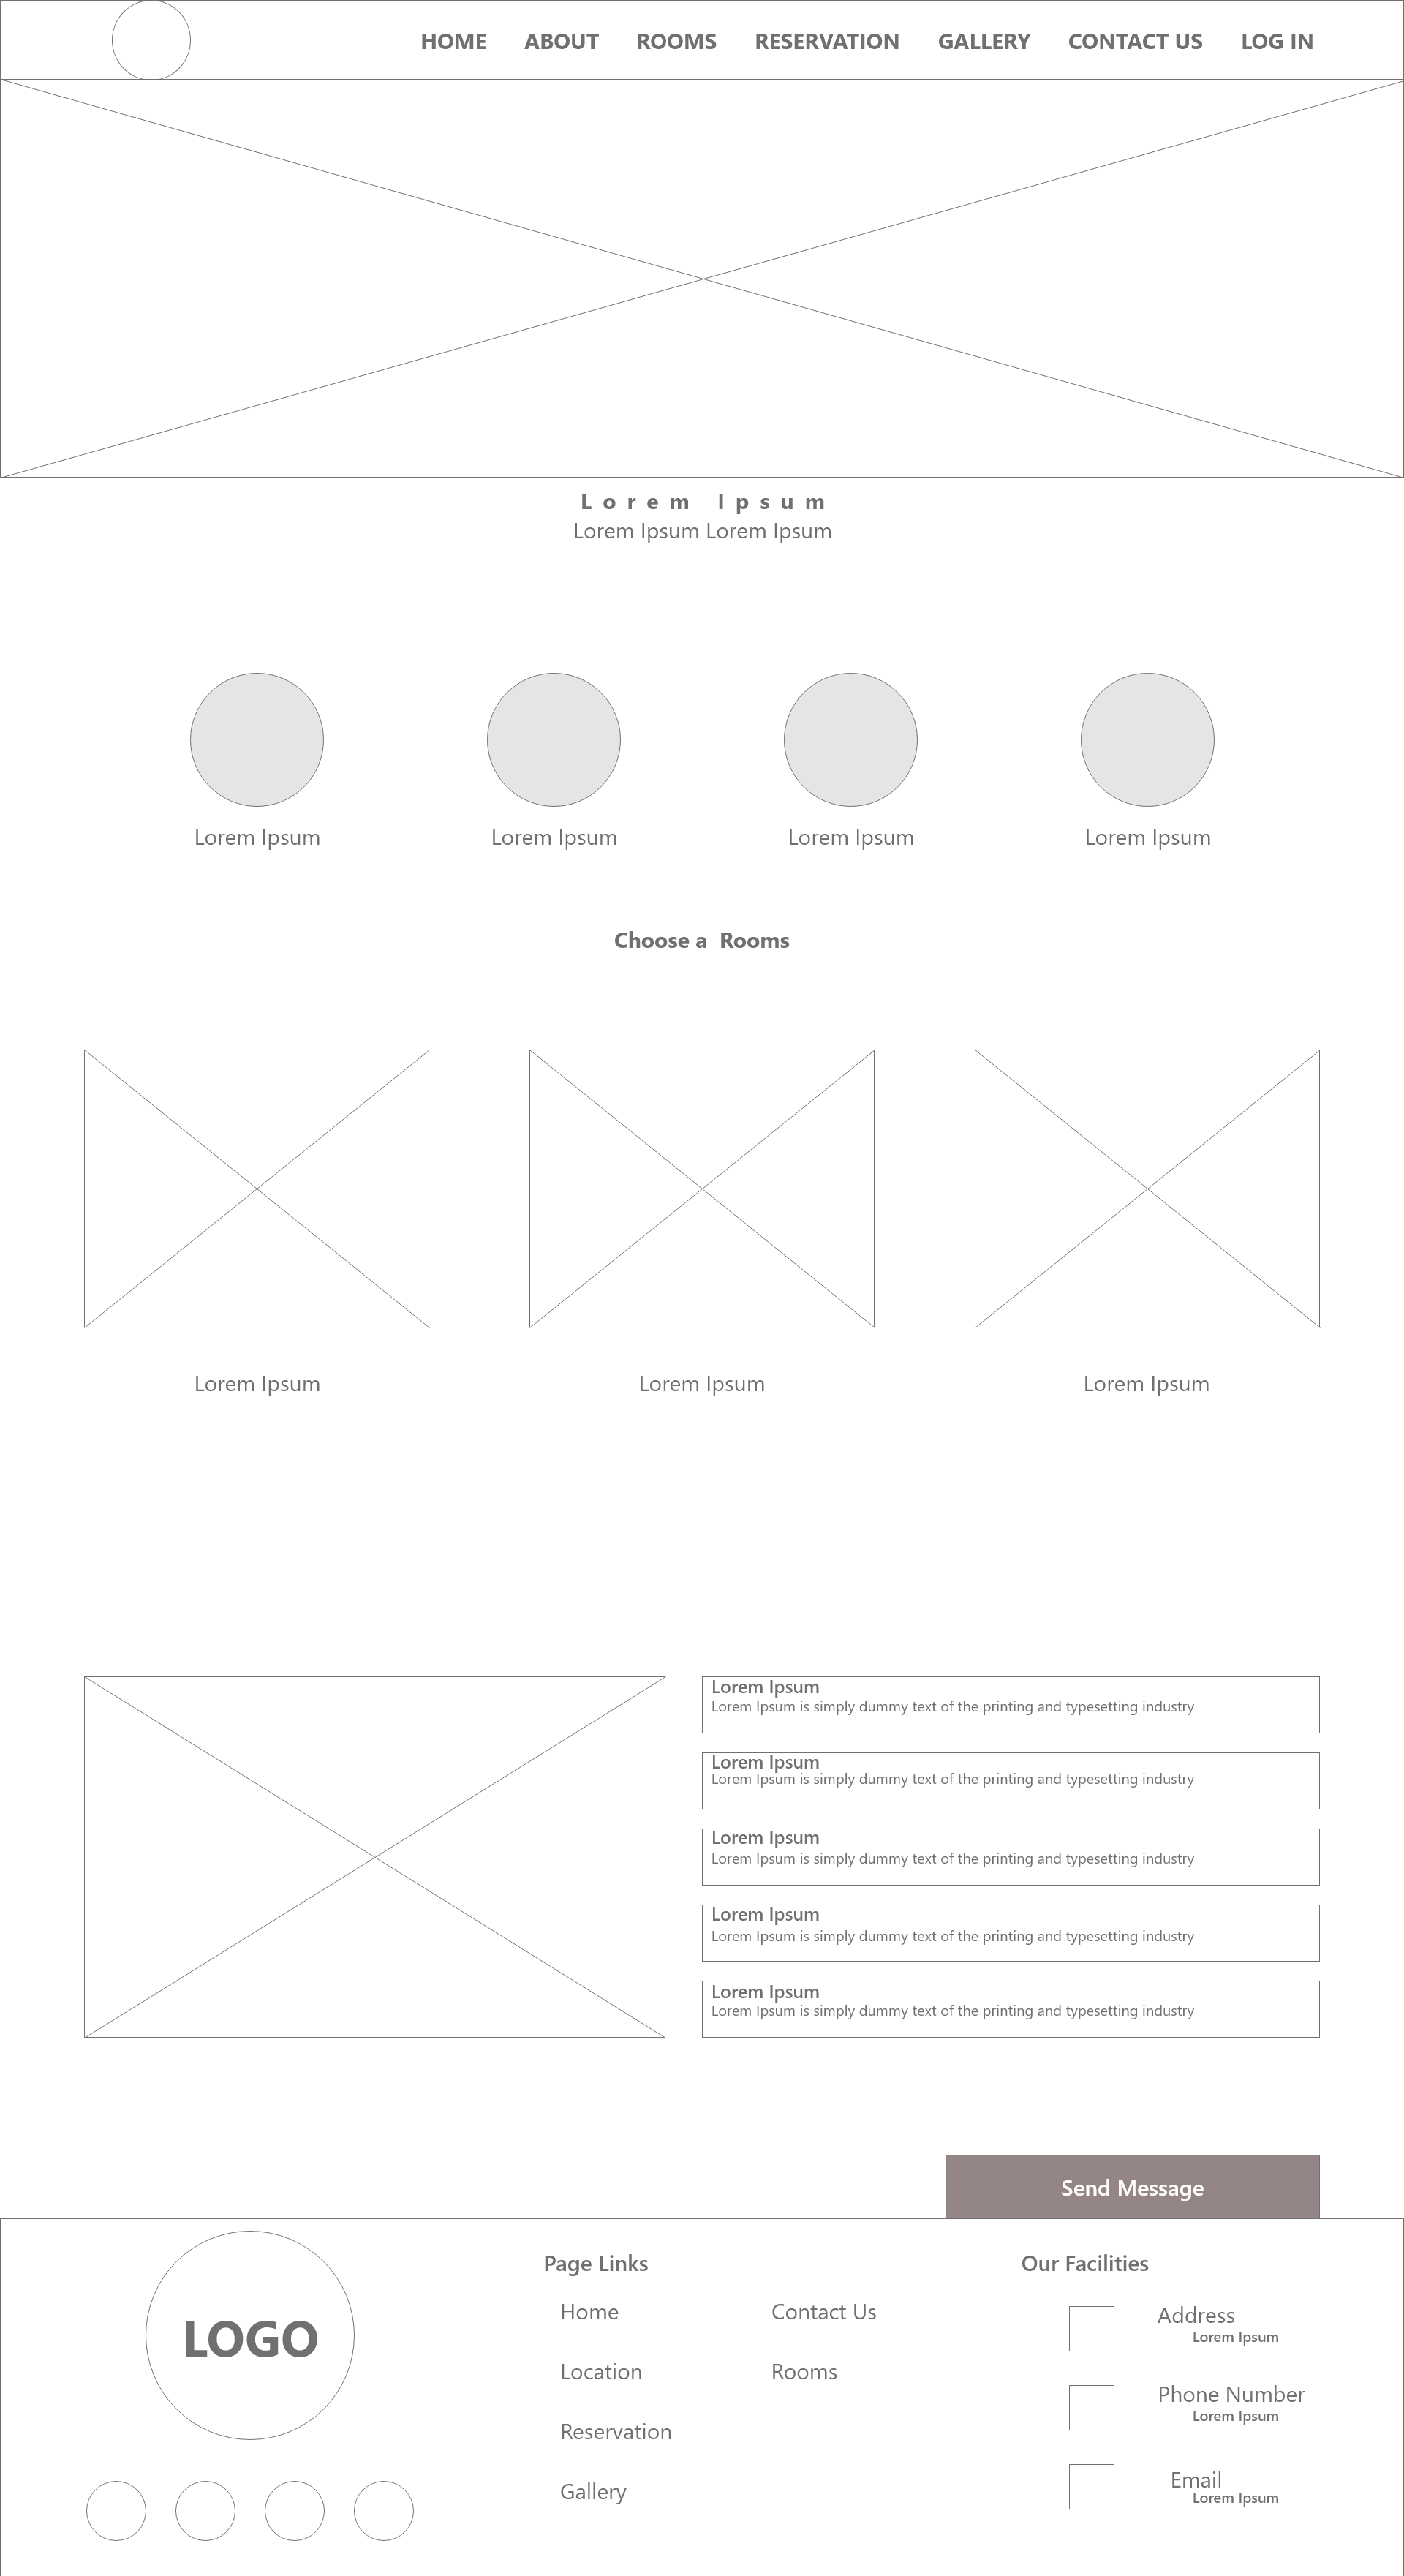 HOME ABOUT ROOMS RESERVATION GALLERY CONTACT US LOG IN
Lorem Ipsum
Lorem Ipsum Lorem Ipsum
Lorem Ipsum Lorem Ipsum Lorem Ipsum Lorem Ipsum
Choose a  Rooms
Lorem Ipsum Lorem Ipsum Lorem Ipsum
Lorem Ipsum
Lorem Ipsum is simply dummy text of the printing and typesetting industry
Lorem Ipsum
Lorem Ipsum is simply dummy text of the printing and typesetting industry
Lorem Ipsum
Lorem Ipsum is simply dummy text of the printing and typesetting industry
Lorem Ipsum
Lorem Ipsum is simply dummy text of the printing and typesetting industry
Lorem Ipsum
Lorem Ipsum is simply dummy text of the printing and typesetting industry
Send Message
LOGO
Page Links
Home
Location
Reservation
Gallery
Contact Us
Rooms
Our Facilities
Address
Lorem Ipsum
Phone Number
Lorem Ipsum
Email
Lorem Ipsum